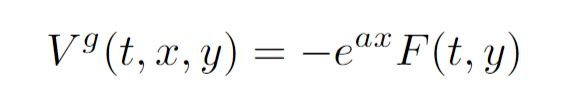 V^g(t, x, y) = −e^{ax} F(t, y)